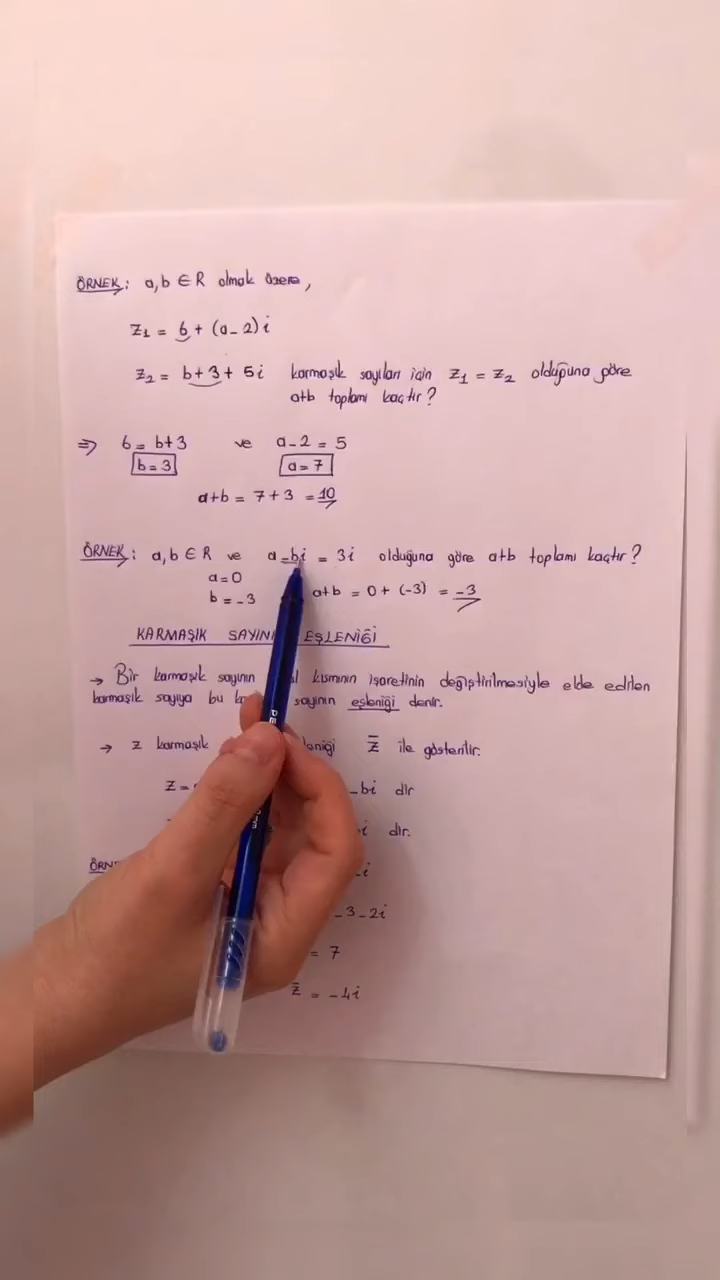 ÖRNEK: a,b ∈ R olmak üzere,
z₁ = 6 + (a-2)i
z₂ = b+3 + 5i karmaşık sayıları için z₁ = z₂ olduğuna göre
a+b toplamı kaçtır?
⇒ 6 = b+3 ve a-2 = 5
b=3 a=7
a+b = 7+3 = 10
ÖRNEK: a,b ∈ R ve a-bi = 3i olduğuna göre a+b toplamı kaçtır?
a=0
b=-3 a+b = 0+(-3) = -3
KARMAŞIK EŞLENİĞİ
→ Bir karmaşık sayının kısmının işaretinin değiştirilmesiyle elde edilen
karmaşık sayıya bu sayının eşleniği denir.
→ z karmaşık z̄ ile gösterilir.
z= -bi dir
i dir.
-i
-3-2i
= 7
z̄ = -4i